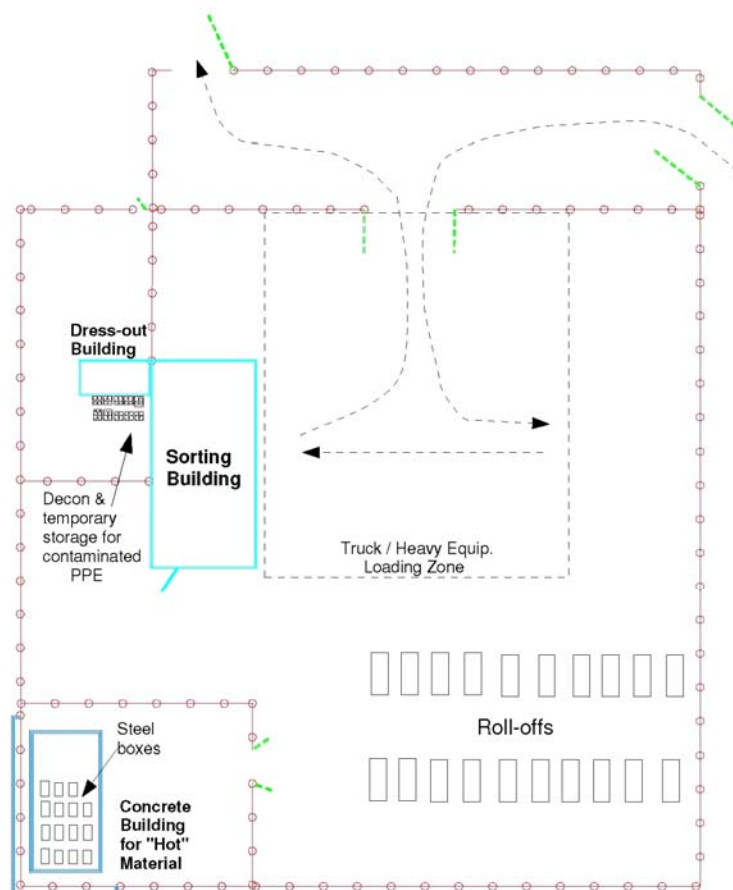 Dress-out
Building
Sorting
Building
Decon &
temporary
storage for
contaminated
PPE
Truck / Heavy Equip.
Loading Zone
Roll-offs
Steel
boxes
Concrete
Building
for "Hot"
Material